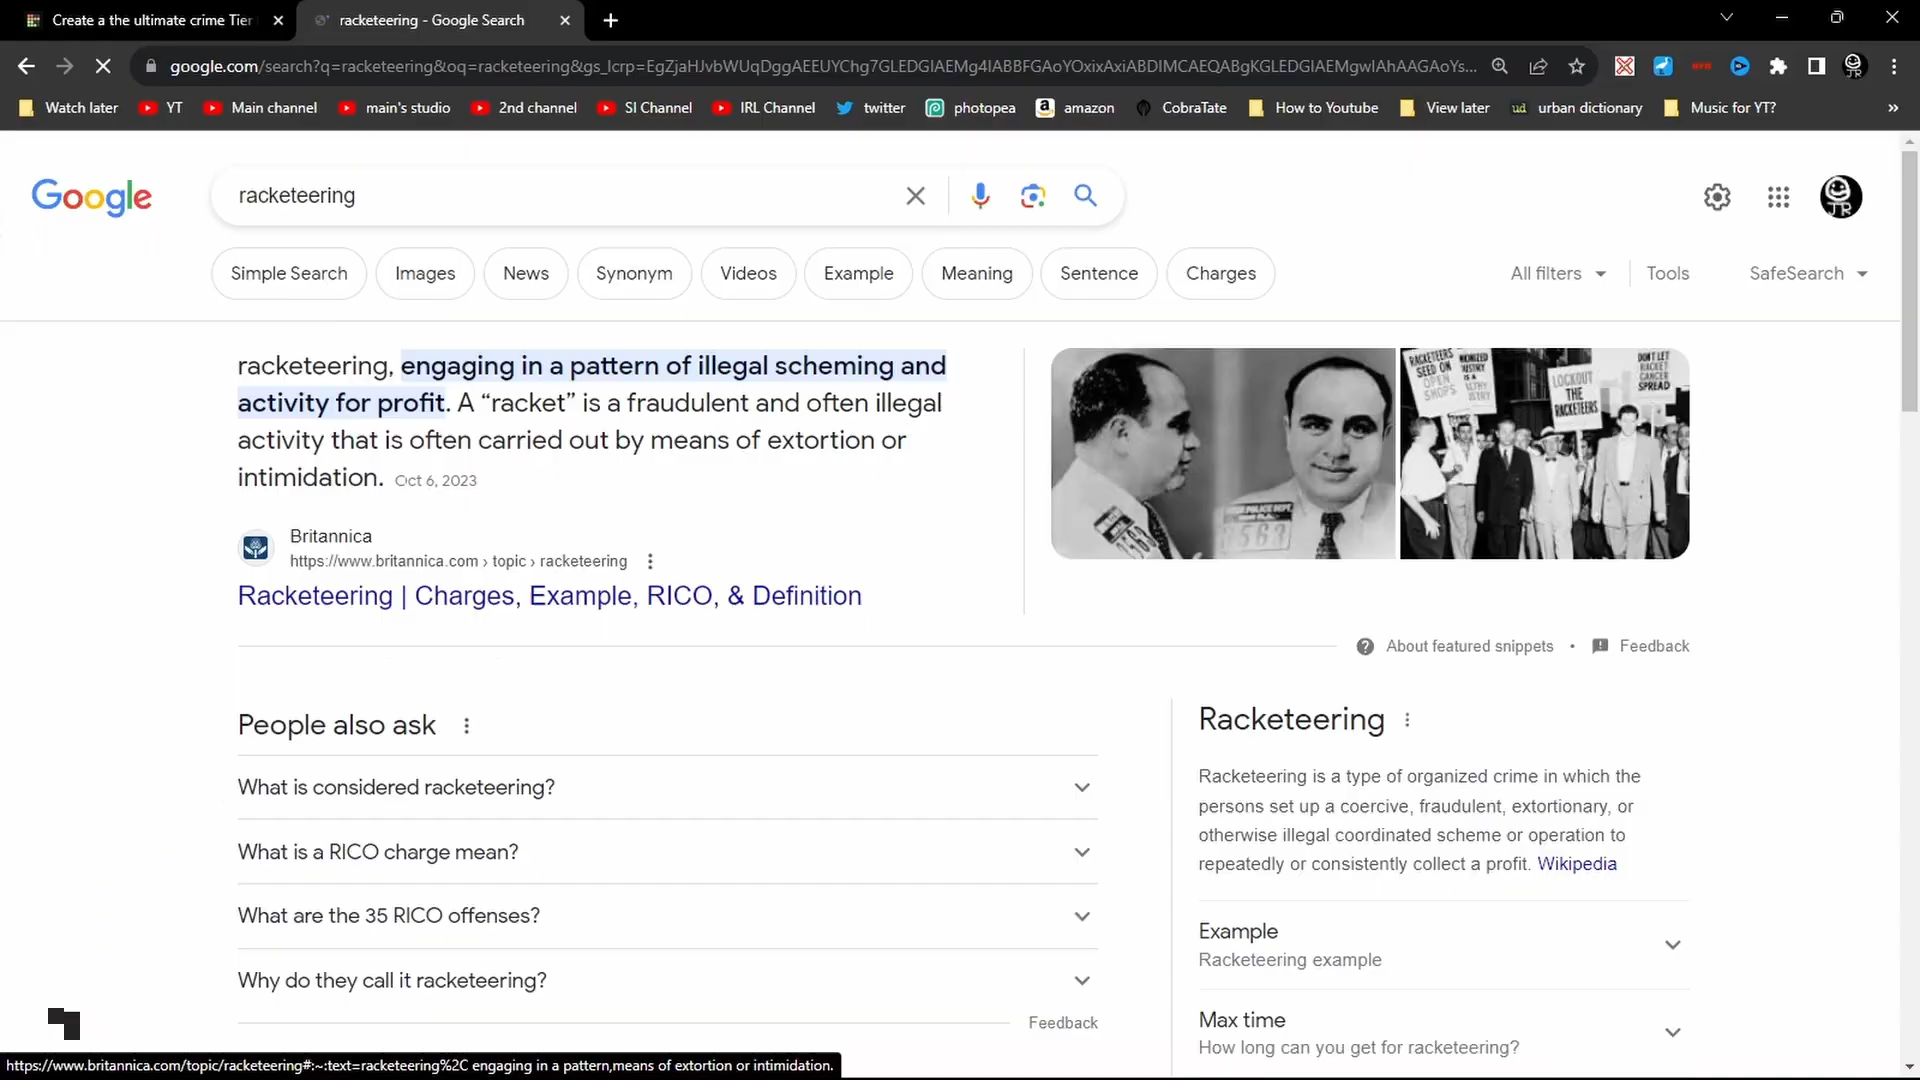 Create a the ultimate crime Tier
racketeering - Google Search
google.com/search?q=racketeering&oq=racketeering&gs_lcrp=EgZjaHJvbWUqDggAEEUYChg7GLEDGIAEMg4IABBFGAoYOxixAxiABDIMCAEQABgKGLEDGIAEMgwIAhAAGAoYs...
Watch later YT Main channel main's studio 2nd channel SI Channel IRL Channel twitter photopea amazon CobraTate How to Youtube View later urban dictionary Music for YT?
Google
racketeering
Simple Search Images News Synonym Videos Example Meaning Sentence Charges All filters Tools SafeSearch
racketeering, engaging in a pattern of illegal scheming and
activity for profit. A “racket” is a fraudulent and often illegal
activity that is often carried out by means of extortion or
intimidation. Oct 6, 2023
Britannica
https://www.britannica.com › topic › racketeering
Racketeering | Charges, Example, RICO, & Definition
LOCKOUT
THE
RACKETEERS
DON'T LET
RACKET
CANCER
SPREAD
About featured snippets • Feedback
People also ask
What is considered racketeering?
What is a RICO charge mean?
What are the 35 RICO offenses?
Why do they call it racketeering?
Feedback
Racketeering
Racketeering is a type of organized crime in which the
persons set up a coercive, fraudulent, extortionary, or
otherwise illegal coordinated scheme or operation to
repeatedly or consistently collect a profit. Wikipedia
Example
Racketeering example
Max time
How long can you get for racketeering?
https://www.britannica.com/topic/racketeering#:~:text=racketeering%2C engaging in a pattern,means of extortion or intimidation.